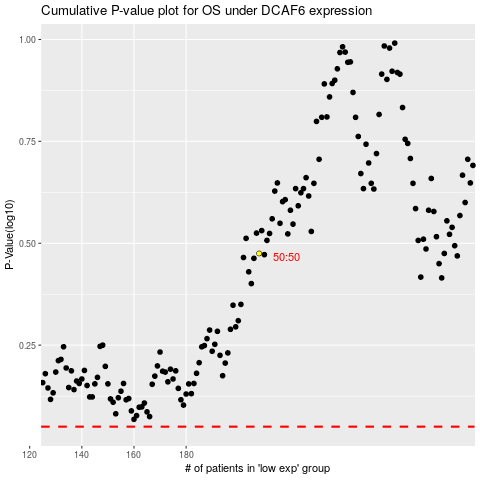 Cumulative P-value plot for OS under DCAF6 expression
1.00
0.75
0.50
0.25
P-Value(log10)
50:50
120 140 160 180
# of patients in 'low exp' group